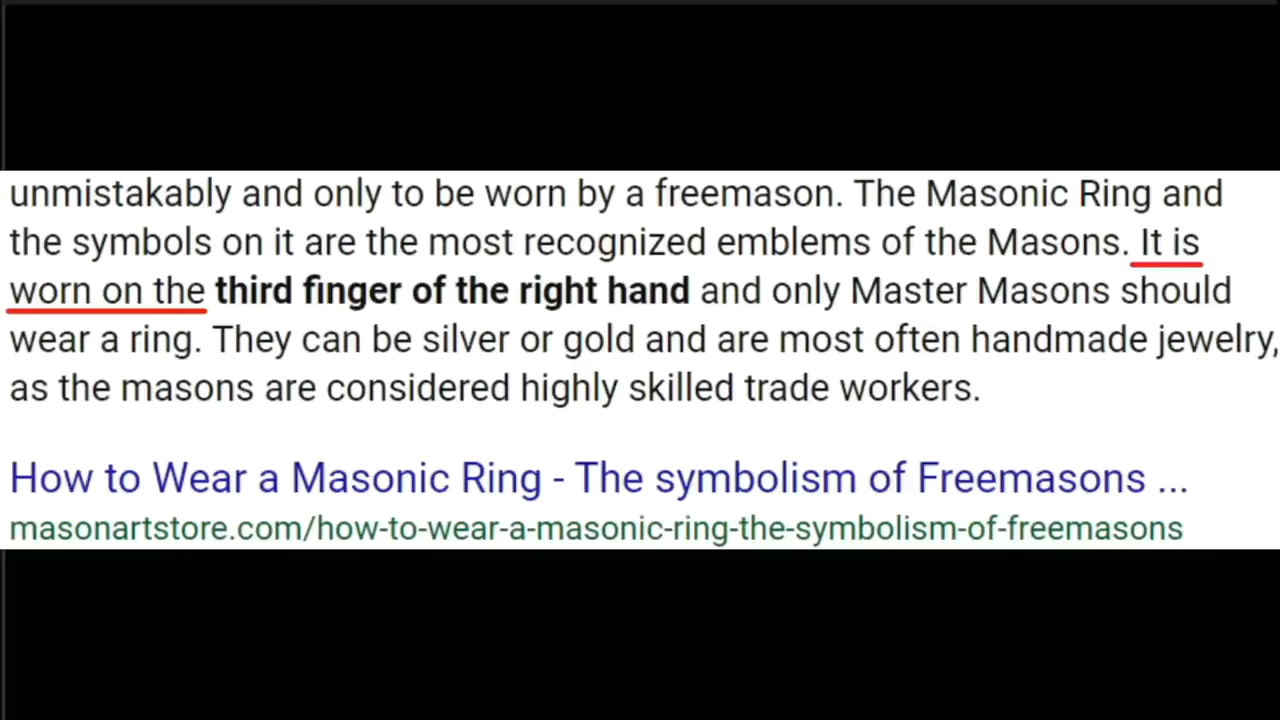 unmistakably and only to be worn by a freemason. The Masonic Ring and
the symbols on it are the most recognized emblems of the Masons. It is
worn on the third finger of the right hand and only Master Masons should
wear a ring. They can be silver or gold and are most often handmade jewelry,
as the masons are considered highly skilled trade workers.
How to Wear a Masonic Ring - The symbolism of Freemasons ...
masonartstore.com/how-to-wear-a-masonic-ring-the-symbolism-of-freemasons